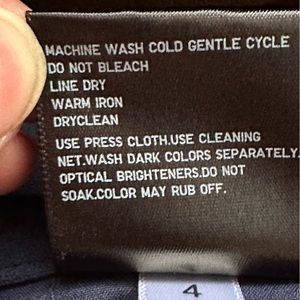 MACHINE WASH COLD GENTLE CYCLE
DO NOT BLEACH
LINE DRY
WARM IRON
DRYCLEAN
USE PRESS CLOTH.USE CLEANING
NET.WASH DARK COLORS SEPARATELY.
OPTICAL BRIGHTENERS.DO NOT
SOAK.COLOR MAY RUB OFF.
4